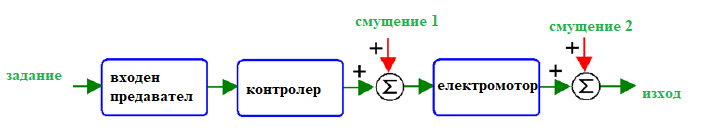 смущение 1
смущение 2
задание
входен
предавател
контролер
+
+
Σ
електромотор
+
+
Σ
изход